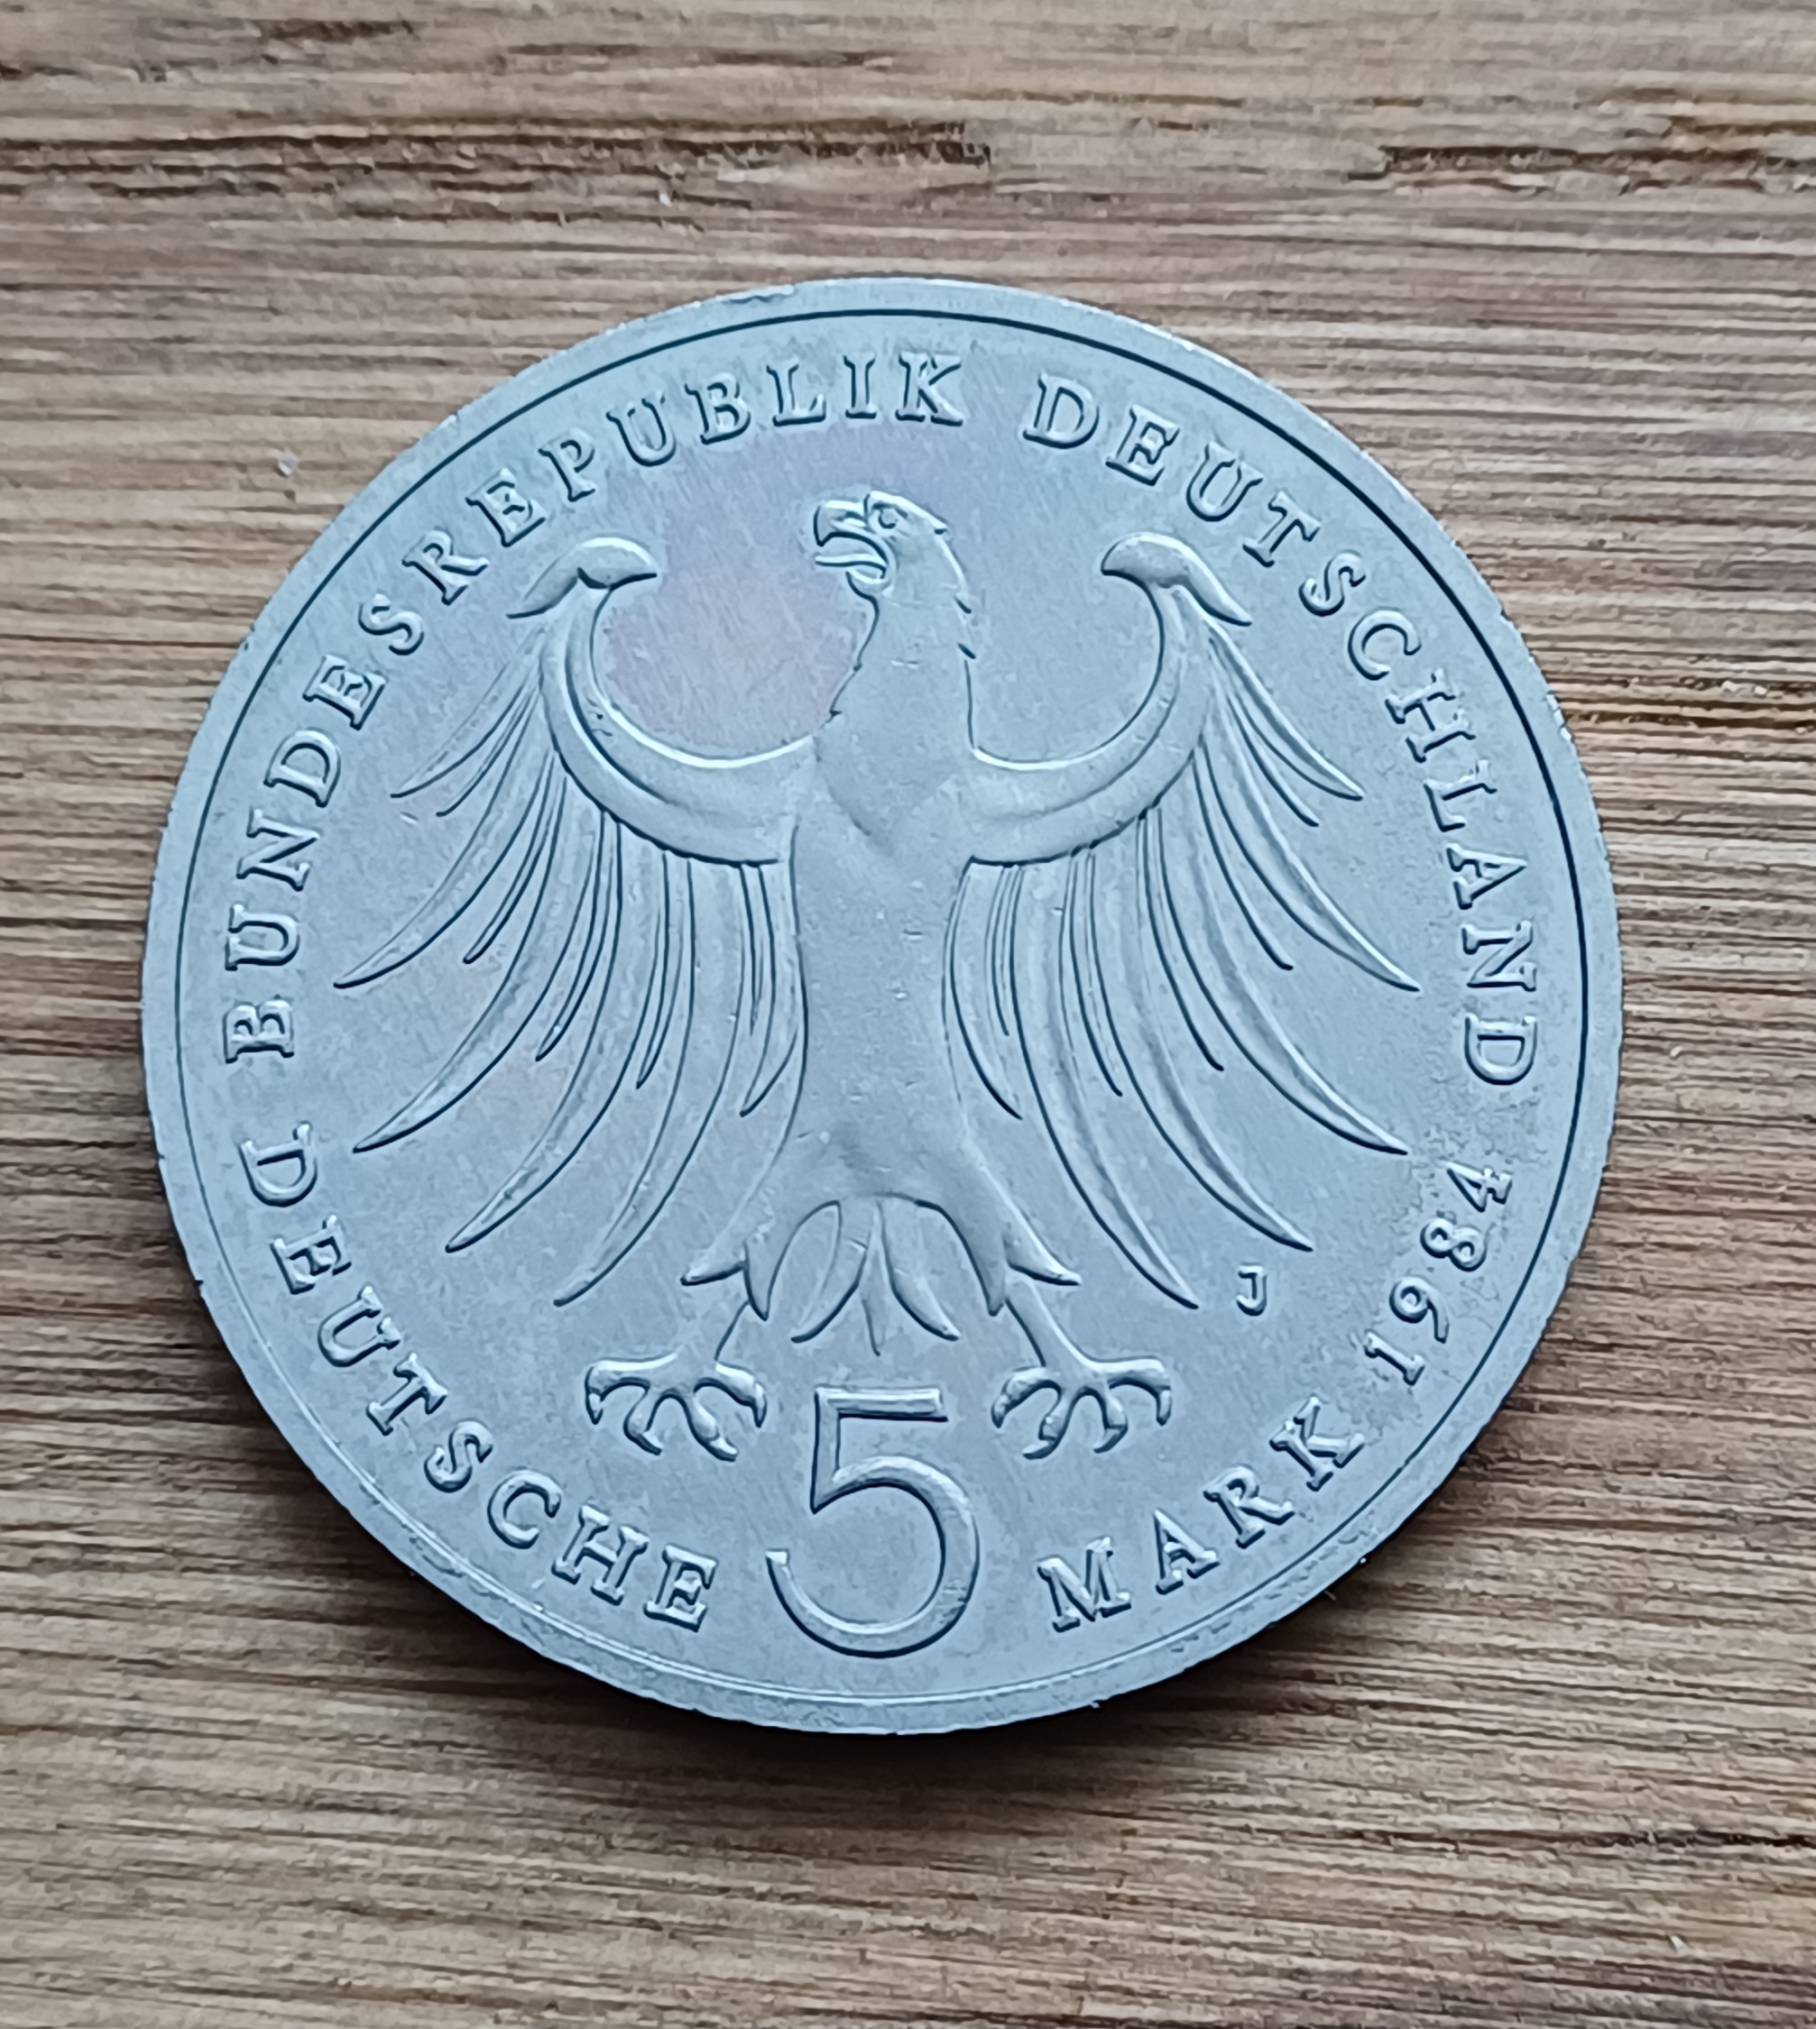 BUNDESREPUBLIK DEUTSCHLAND 1984
J
DEUTSCHE 5 MARK